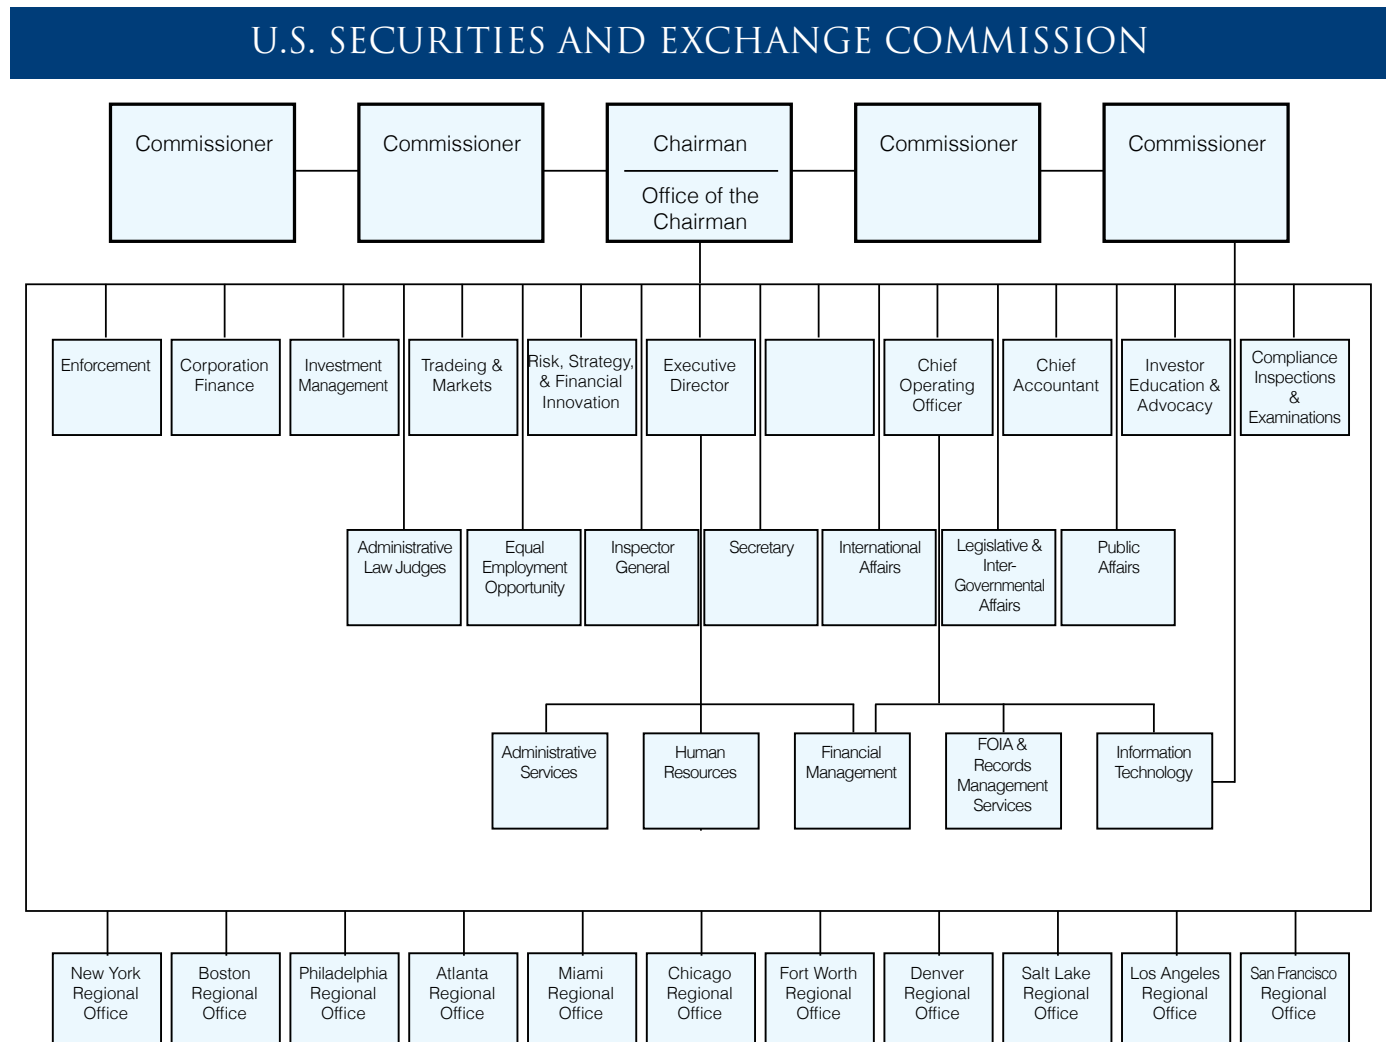 U.S. SECURITIES AND EXCHANGE COMMISSION
Commissioner
Commissioner
Chairman
Office of the
Chairman
Commissioner
Commissioner
Enforcement
Corporation
Finance
Investment
Management
Tradeing &
Markets
Risk, Strategy,
& Financial
Innovation
Executive
Director
Chief
Operating
Officer
Chief
Accountant
Investor
Education &
Advocacy
Compliance
Inspections
&
Examinations
Administrative
Law Judges
Equal
Employment
Opportunity
Inspector
General
Secretary
International
Affairs
Legislative &
Inter-
Governmental
Affairs
Public
Affairs
Administrative
Services
Human
Resources
Financial
Management
FOIA &
Records
Management
Services
Information
Technology
New York
Regional
Office
Boston
Regional
Office
Philadelphia
Regional
Office
Atlanta
Regional
Office
Miami
Regional
Office
Chicago
Regional
Office
Fort Worth
Regional
Office
Denver
Regional
Office
Salt Lake
Regional
Office
Los Angeles
Regional
Office
San Francisco
Regional
Office